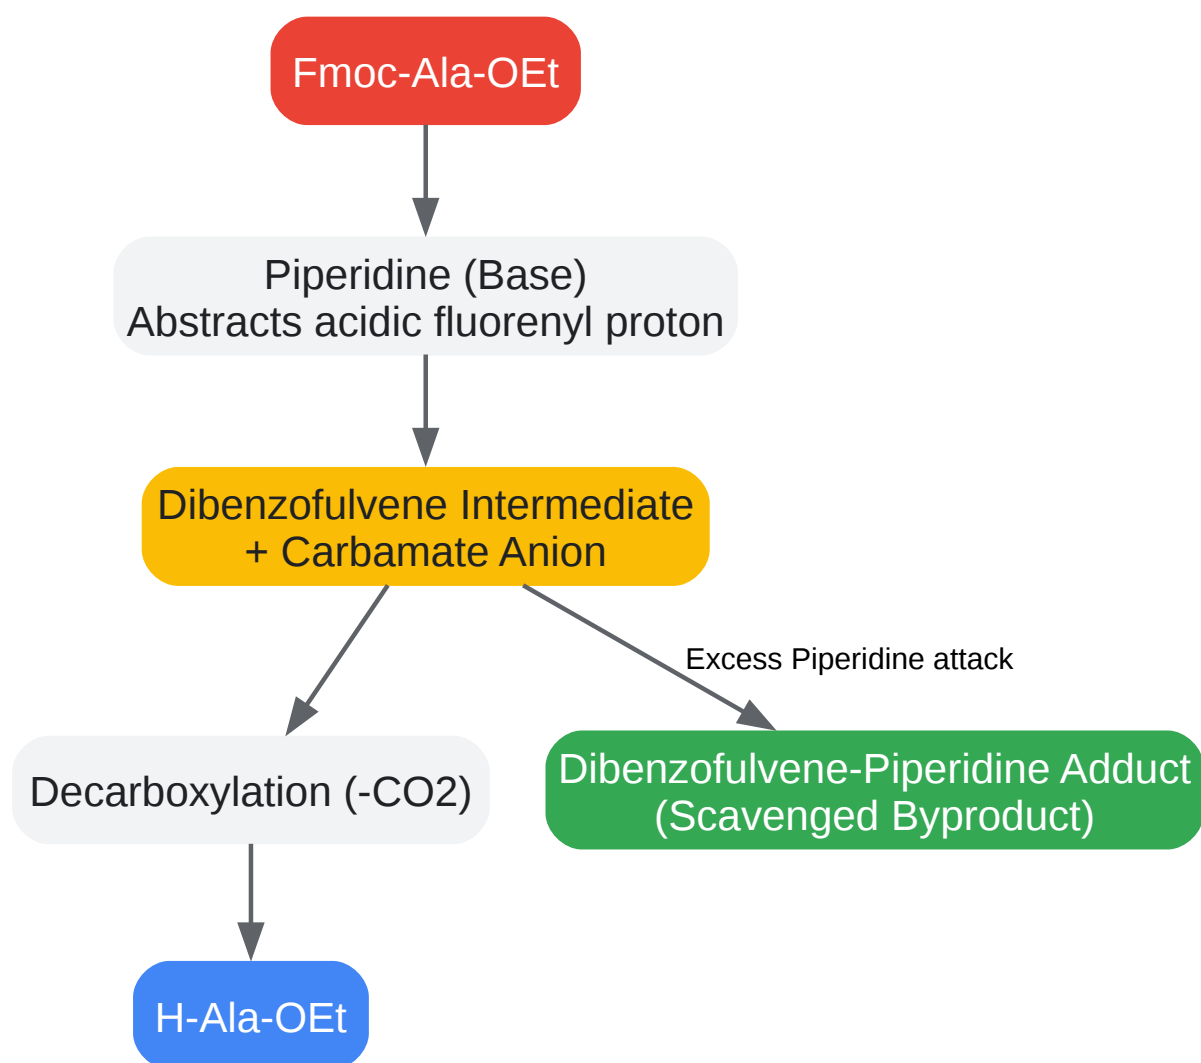 Fmoc-Ala-OEt
Piperidine (Base)
Abstracts acidic fluorenyl proton
Dibenzofulvene Intermediate
+ Carbamate Anion
Excess Piperidine attack
Decarboxylation (-CO2)
Dibenzofulvene-Piperidine Adduct
(Scavenged Byproduct)
H-Ala-OEt